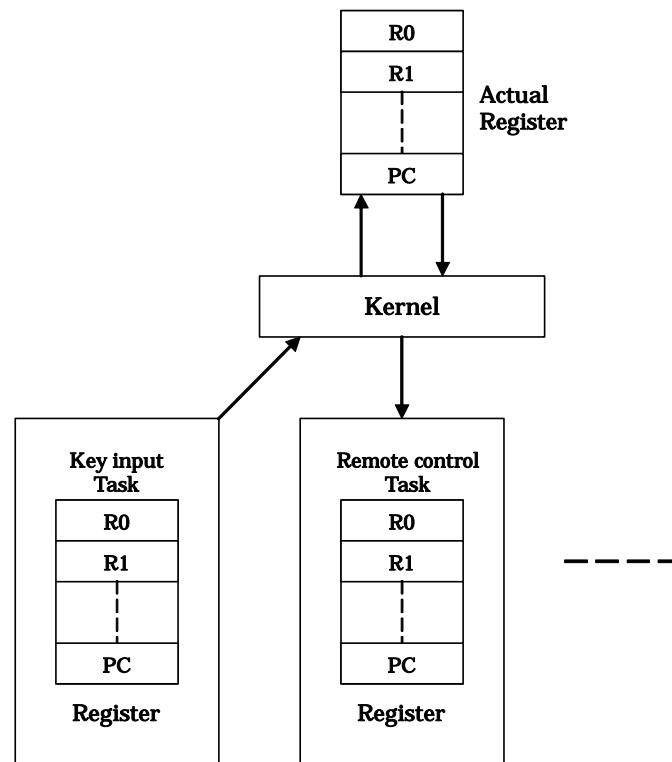 R0
R1
Actual
Register
PC
Kernel
Key input
Task
R0
R1
PC
Register
Remote control
Task
R0
R1
PC
Register